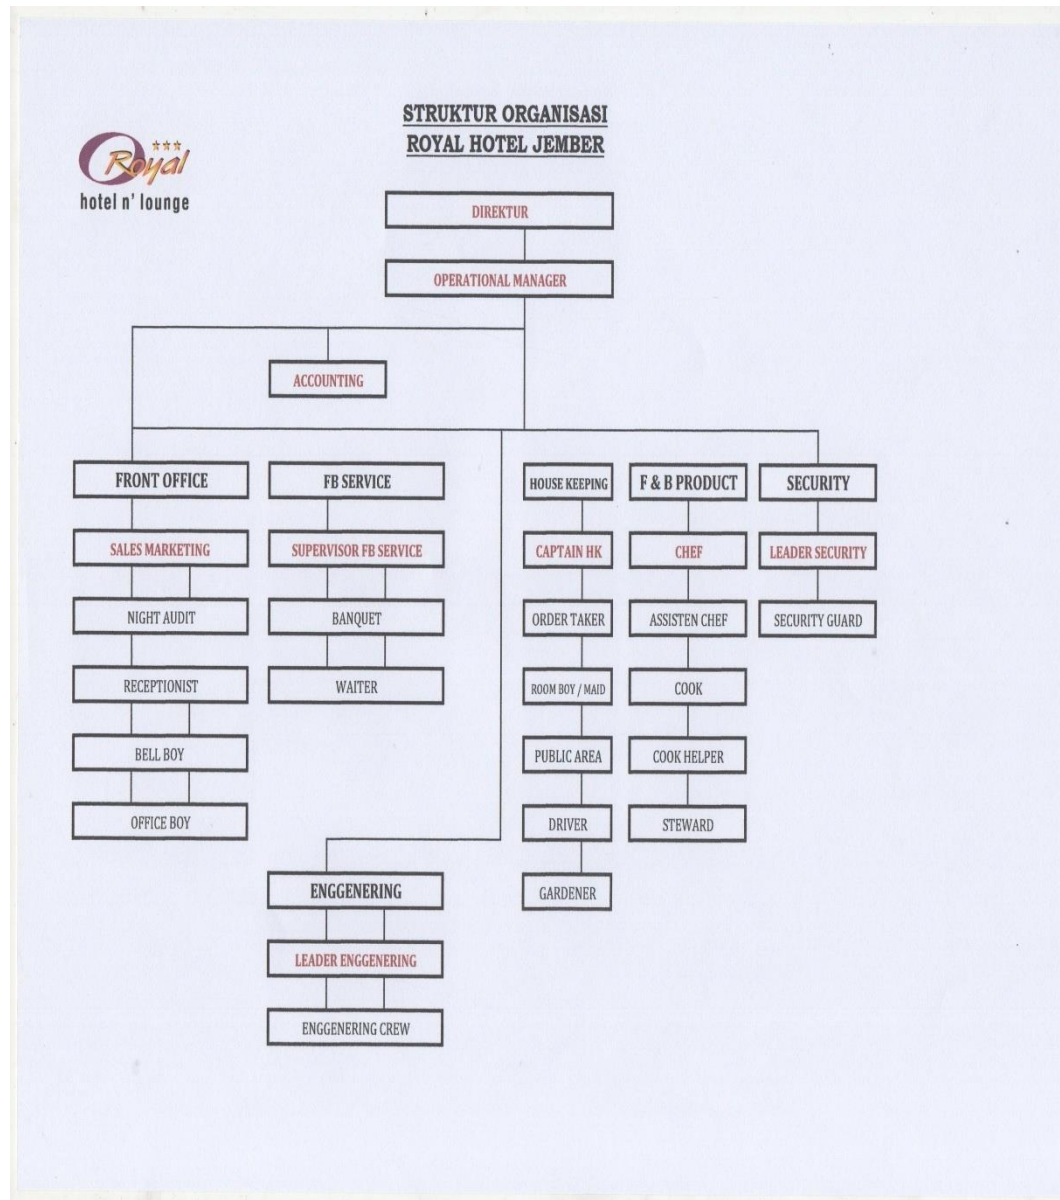 STRUKTUR ORGANISASI
ROYAL HOTEL JEMBER
Royal
hotel n' lounge
DIREKTUR
OPERATIONAL MANAGER
ACCOUNTING
FRONT OFFICE
FB SERVICE
HOUSE KEEPING
F & B PRODUCT
SECURITY
SALES MARKETING
SUPERVISOR FB SERVICE
CAPTAIN HK
CHEF
LEADER SECURITY
NIGHT AUDIT
BANQUET
ORDER TAKER
ASSISTEN CHEF
SECURITY GUARD
RECEPTIONIST
WAITER
ROOM BOY / MAID
COOK
BELL BOY
PUBLIC AREA
COOK HELPER
OFFICE BOY
DRIVER
STEWARD
ENGGENERING
GARDENER
LEADER ENGGENERING
ENGGENERING CREW